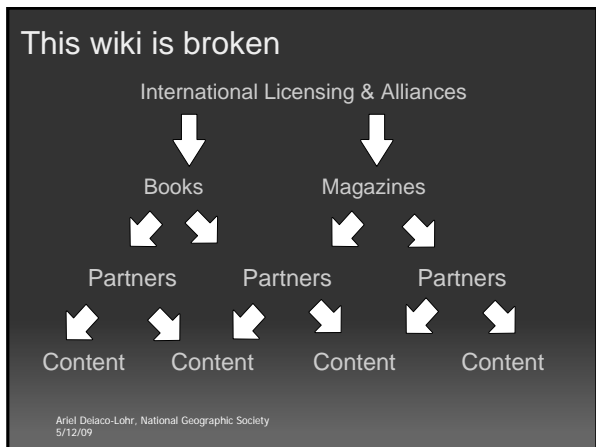 This wiki is broken
International Licensing & Alliances
Books Magazines
Partners Partners Partners
Content Content Content Content
Ariel Deiaco-Lohr, National Geographic Society
5/12/09